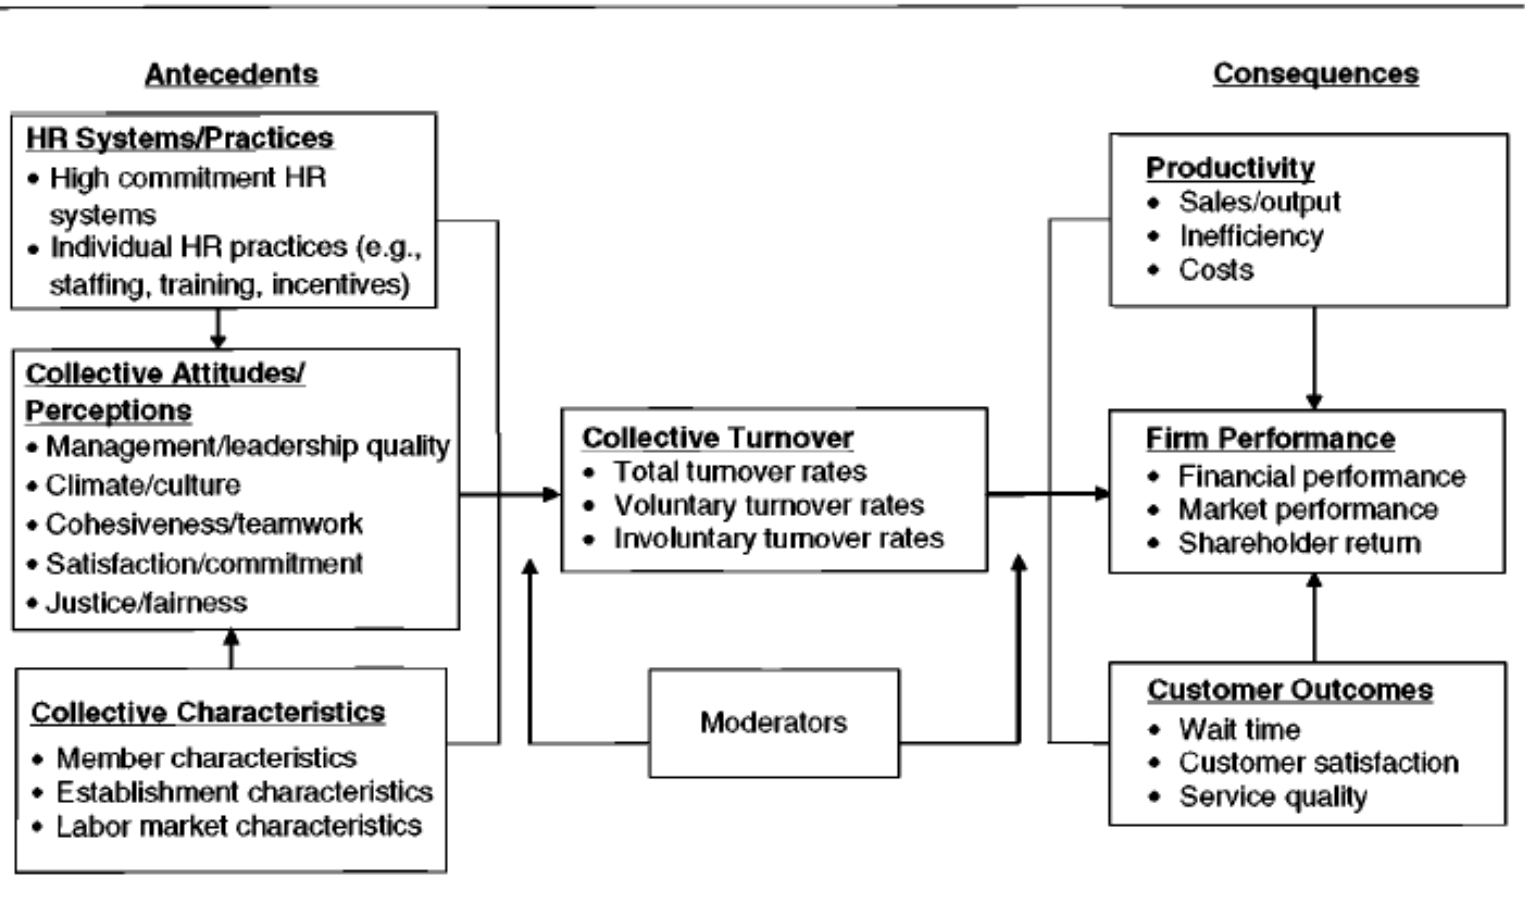 Antecedents
HR Systems/Practices
• High commitment HR
systems
• Individual HR practices (e.g.,
staffing, training, incentives)
Collective Attitudes/
Perceptions
• Management/leadership quality
• Climate/culture
• Cohesiveness/teamwork
• Satisfaction/commitment
• Justice/fairness
Collective Characteristics
• Member characteristics
• Establishment characteristics
• Labor market characteristics
Collective Turnover
• Total turnover rates
• Voluntary turnover rates
• Involuntary turnover rates
Moderators
Consequences
Productivity
• Sales/output
• Inefficiency
• Costs
Firm Performance
• Financial performance
• Market performance
• Shareholder return
Customer Outcomes
• Wait time
• Customer satisfaction
• Service quality